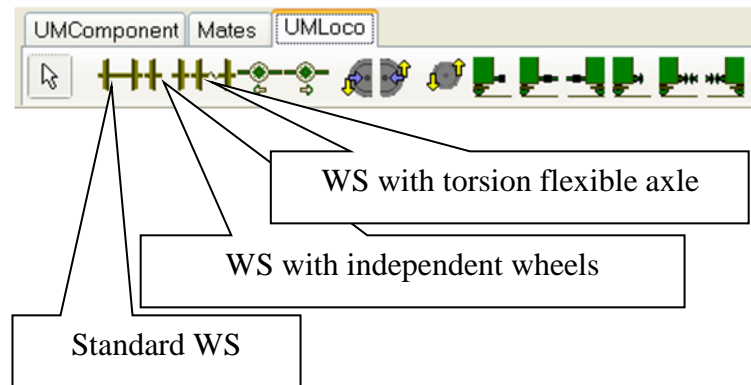 UMComponent Mates UMLoco
WS with torsion flexible axle
WS with independent wheels
Standard WS